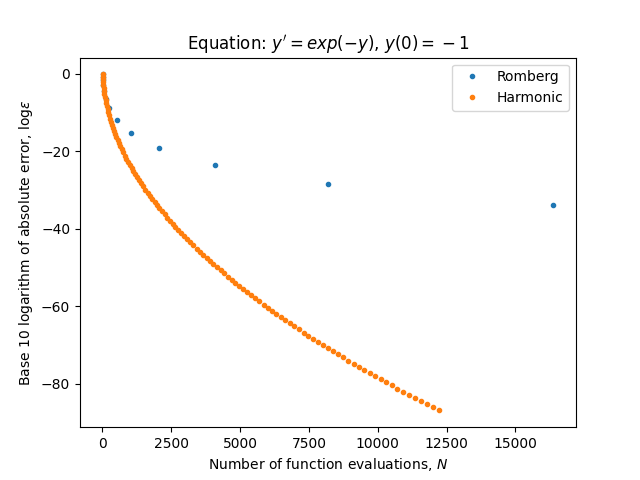 Equation: y′ = exp(−y), y(0) = −1
Romberg
Harmonic
Base 10 logarithm of absolute error, logε
0
−20
−40
−60
−80
0 2500 5000 7500 10000 12500 15000
Number of function evaluations, N